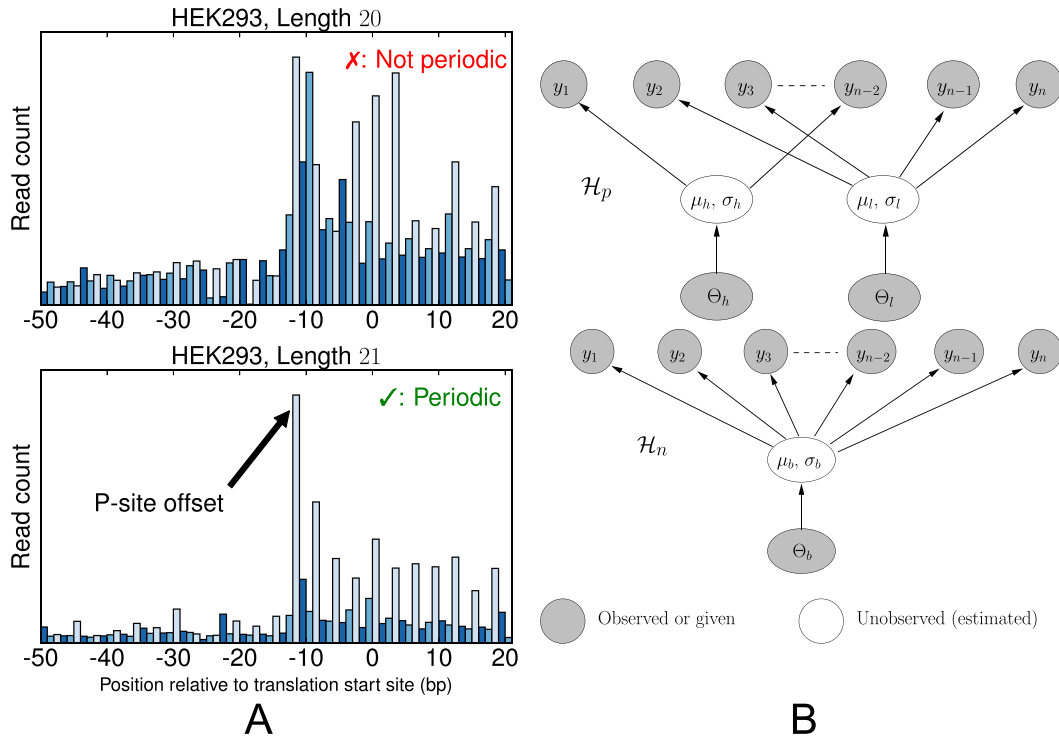 HEK293, Length 20
✗: Not periodic
Read count
-50 -40 -30 -20 -10 0 10 20
HEK293, Length 21
✓: Periodic
P-site offset
Read count
-50 -40 -30 -20 -10 0 10 20
Position relative to translation start site (bp)
A
y₁ y₂ y₃ yₙ₋₂ yₙ₋₁ yₙ
ℋₚ
μₕ, σₕ μₗ, σₗ
Θₕ Θₗ
y₁ y₂ y₃ yₙ₋₂ yₙ₋₁ yₙ
ℋₙ
μ_b, σ_b
Θ_b
Observed or given Unobserved (estimated)
B